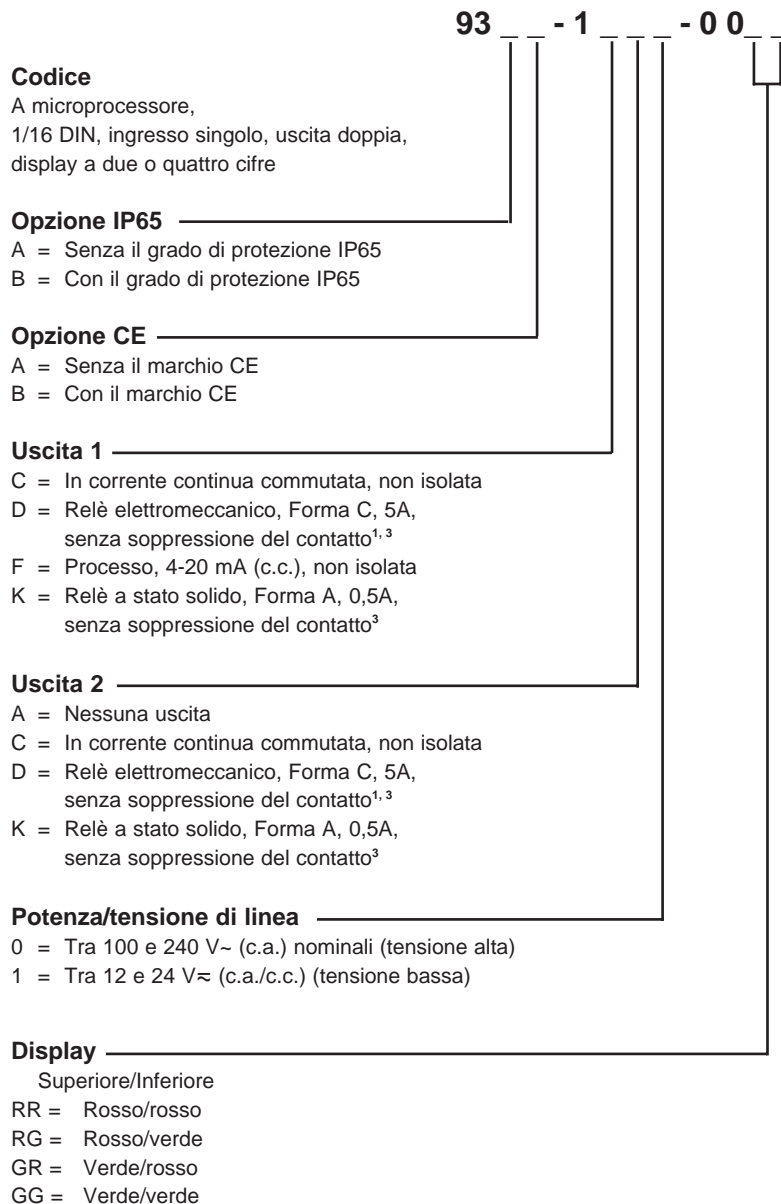 93 _ _ - 1 _ _ _ - 0 0 _ _
Codice
A microprocessore,
1/16 DIN, ingresso singolo, uscita doppia,
display a due o quattro cifre
Opzione IP65
A = Senza il grado di protezione IP65
B = Con il grado di protezione IP65
Opzione CE
A = Senza il marchio CE
B = Con il marchio CE
Uscita 1
C = In corrente continua commutata, non isolata
D = Relè elettromeccanico, Forma C, 5A,
senza soppressione del contatto¹,³
F = Processo, 4-20 mA (c.c.), non isolata
K = Relè a stato solido, Forma A, 0,5A,
senza soppressione del contatto³
Uscita 2
A = Nessuna uscita
C = In corrente continua commutata, non isolata
D = Relè elettromeccanico, Forma C, 5A,
senza soppressione del contatto¹,³
K = Relè a stato solido, Forma A, 0,5A,
senza soppressione del contatto³
Potenza/tensione di linea
0 = Tra 100 e 240 V~ (c.a.) nominali (tensione alta)
1 = Tra 12 e 24 V≂ (c.a./c.c.) (tensione bassa)
Display
Superiore/Inferiore
RR = Rosso/rosso
RG = Rosso/verde
GR = Verde/rosso
GG = Verde/verde